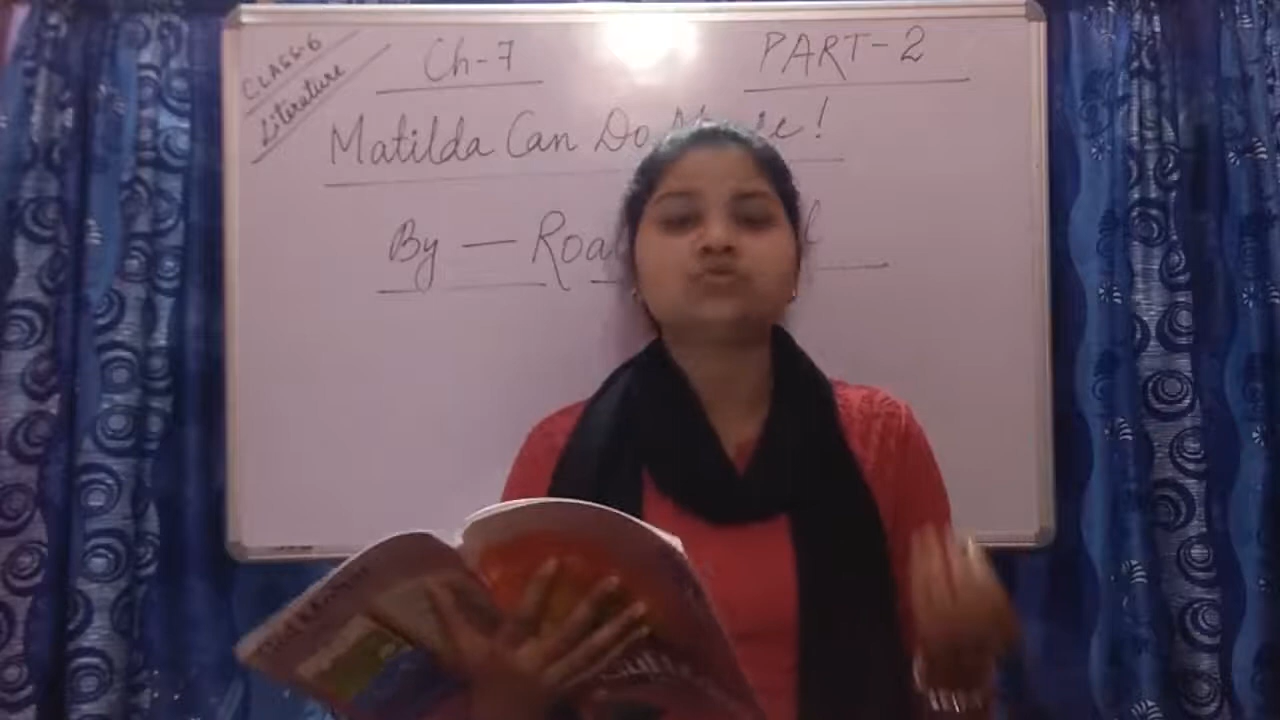 CLASS-6
Literature
Ch-7
PART-2
Matilda Can Do !
By — Roa